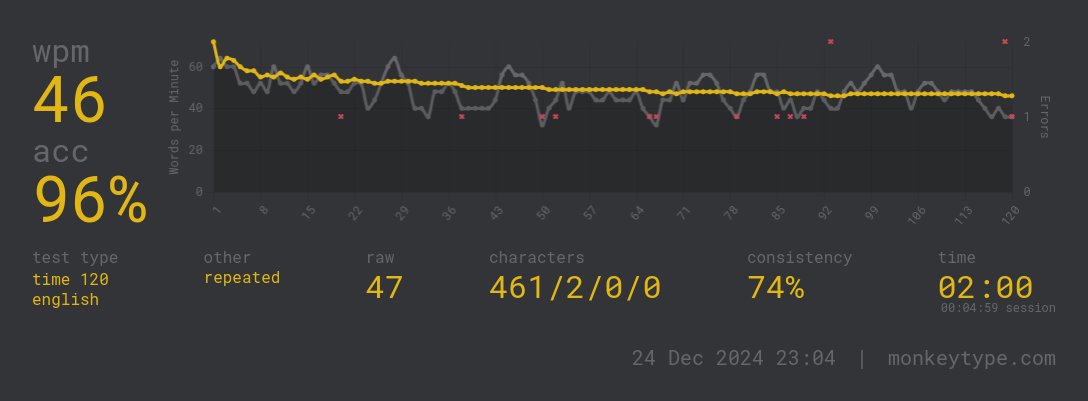 wpm
46
acc
96%
Words per Minute
60
40
20
0
2
1
0
Errors
1 8 15 22 29 36 43 50 57 64 71 78 85 92 99 106 113 120
test type
time 120
english
other
repeated
raw
47
characters
461/2/0/0
consistency
74%
time
02:00
00:04:59 session
24 Dec 2024 23:04 | monkeytype.com